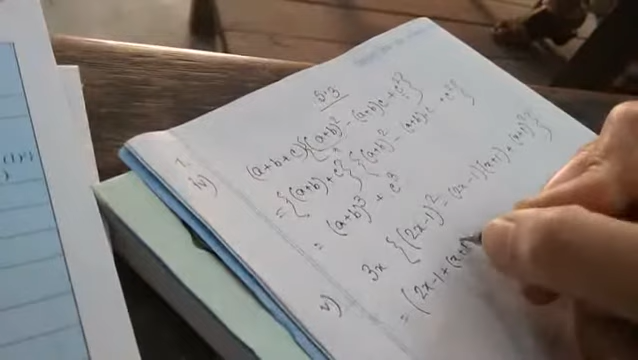 5.3
1.
iv) (a+b+c){(a+b)² - (a+b)c + c²}
= {(a+b)+c}{(a+b)² - (a+b)c + c²}
= (a+b)3 + c3
v) 3x {(2x-1)² - (2x-1)(x+1) + (x+1)²}
= (2x-1+(x+